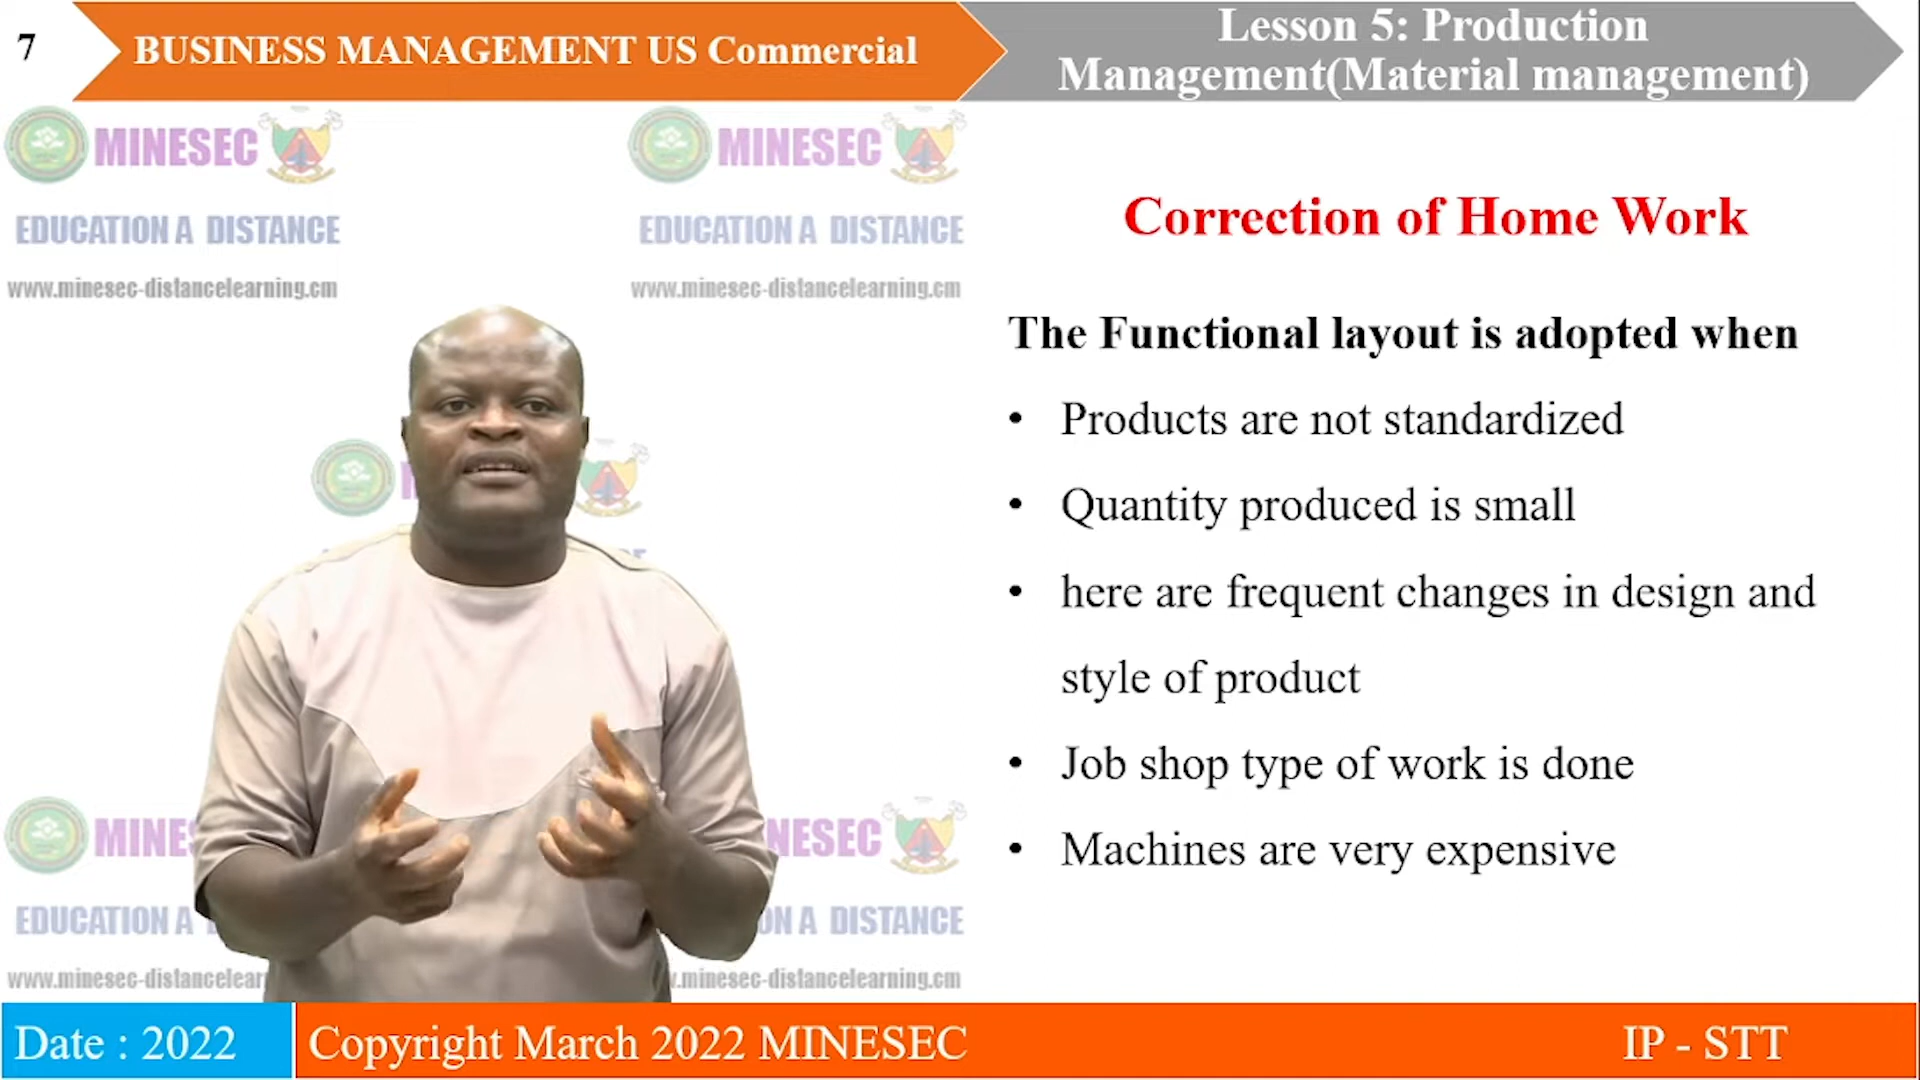 7
BUSINESS MANAGEMENT US Commercial
Lesson 5: Production
Management(Material management)
MINESEC
MINESEC
EDUCATION A DISTANCE
EDUCATION A DISTANCE
www.minesec-distancelearning.cm
www.minesec-distancelearning.cm
Correction of Home Work
The Functional layout is adopted when
• Products are not standardized
• Quantity produced is small
• here are frequent changes in design and
style of product
• Job shop type of work is done
• Machines are very expensive
EDUCATION A
DISTANCE
Date : 2022
Copyright March 2022 MINESEC
IP - STT